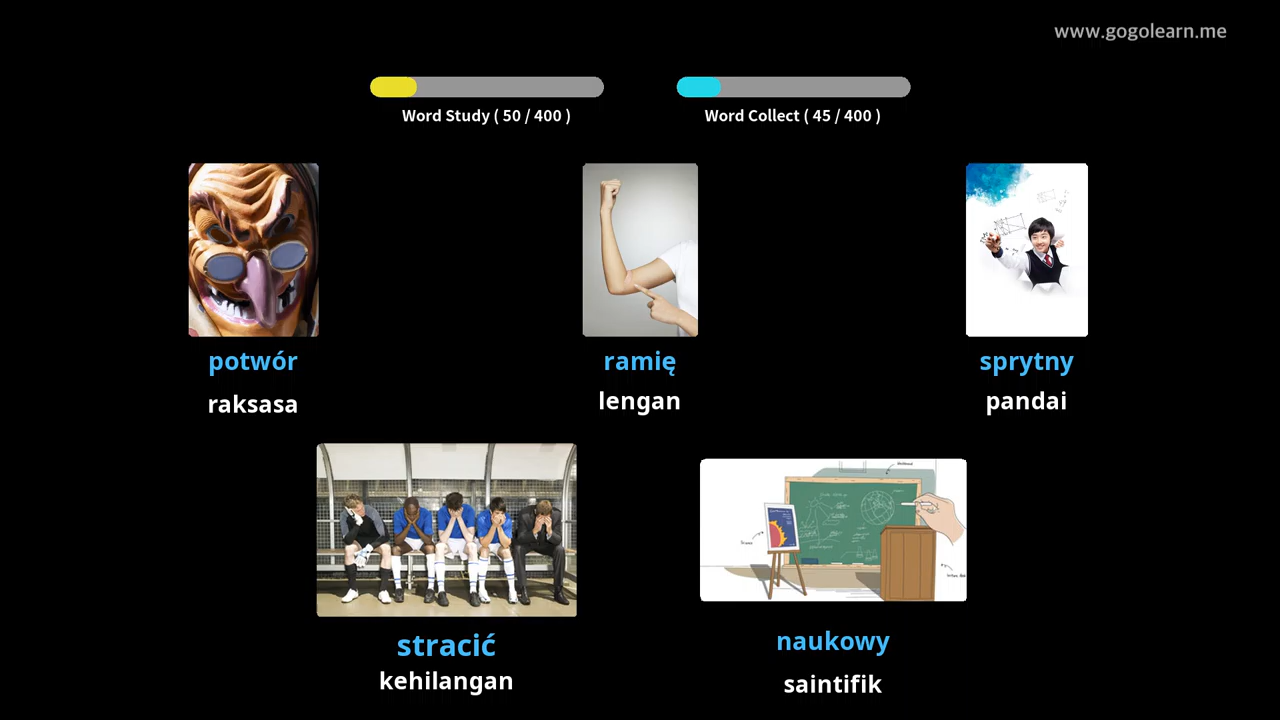 www.gogolearn.me
Word Study ( 50 / 400 )
Word Collect ( 45 / 400 )
potwór
ramię
sprytny
raksasa
lengan
pandai
stracić
naukowy
kehilangan
saintifik